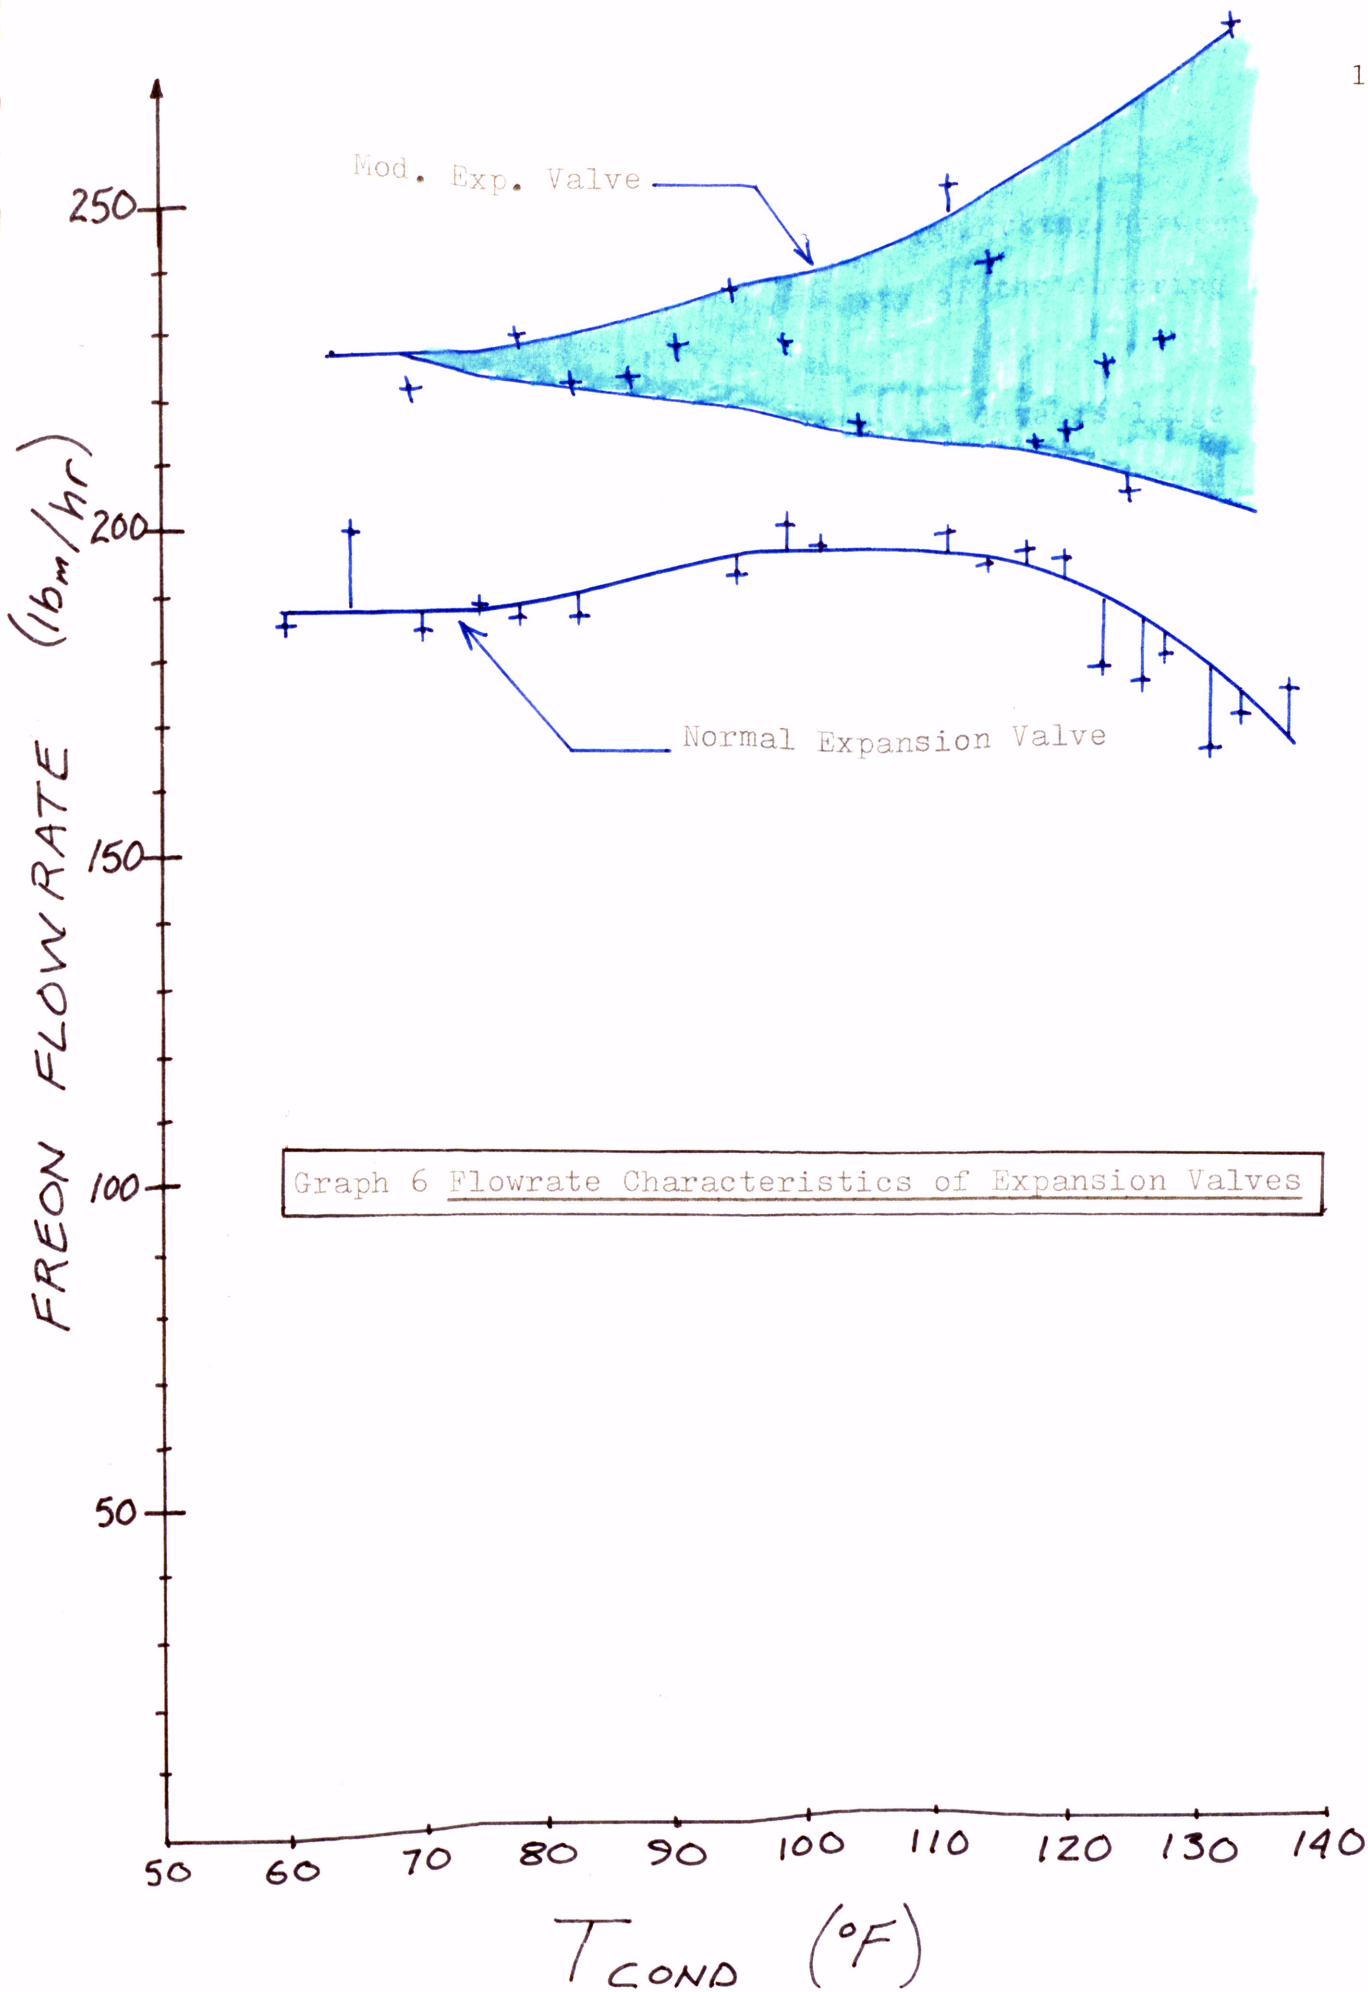 1
Mod. Exp. Valve
250
200
150
100
50
FREON FLOWRATE (lbm/hr)
Normal Expansion Valve
Graph 6 Flowrate Characteristics of Expansion Valves
50 60 70 80 90 100 110 120 130 140
TCOND (°F)